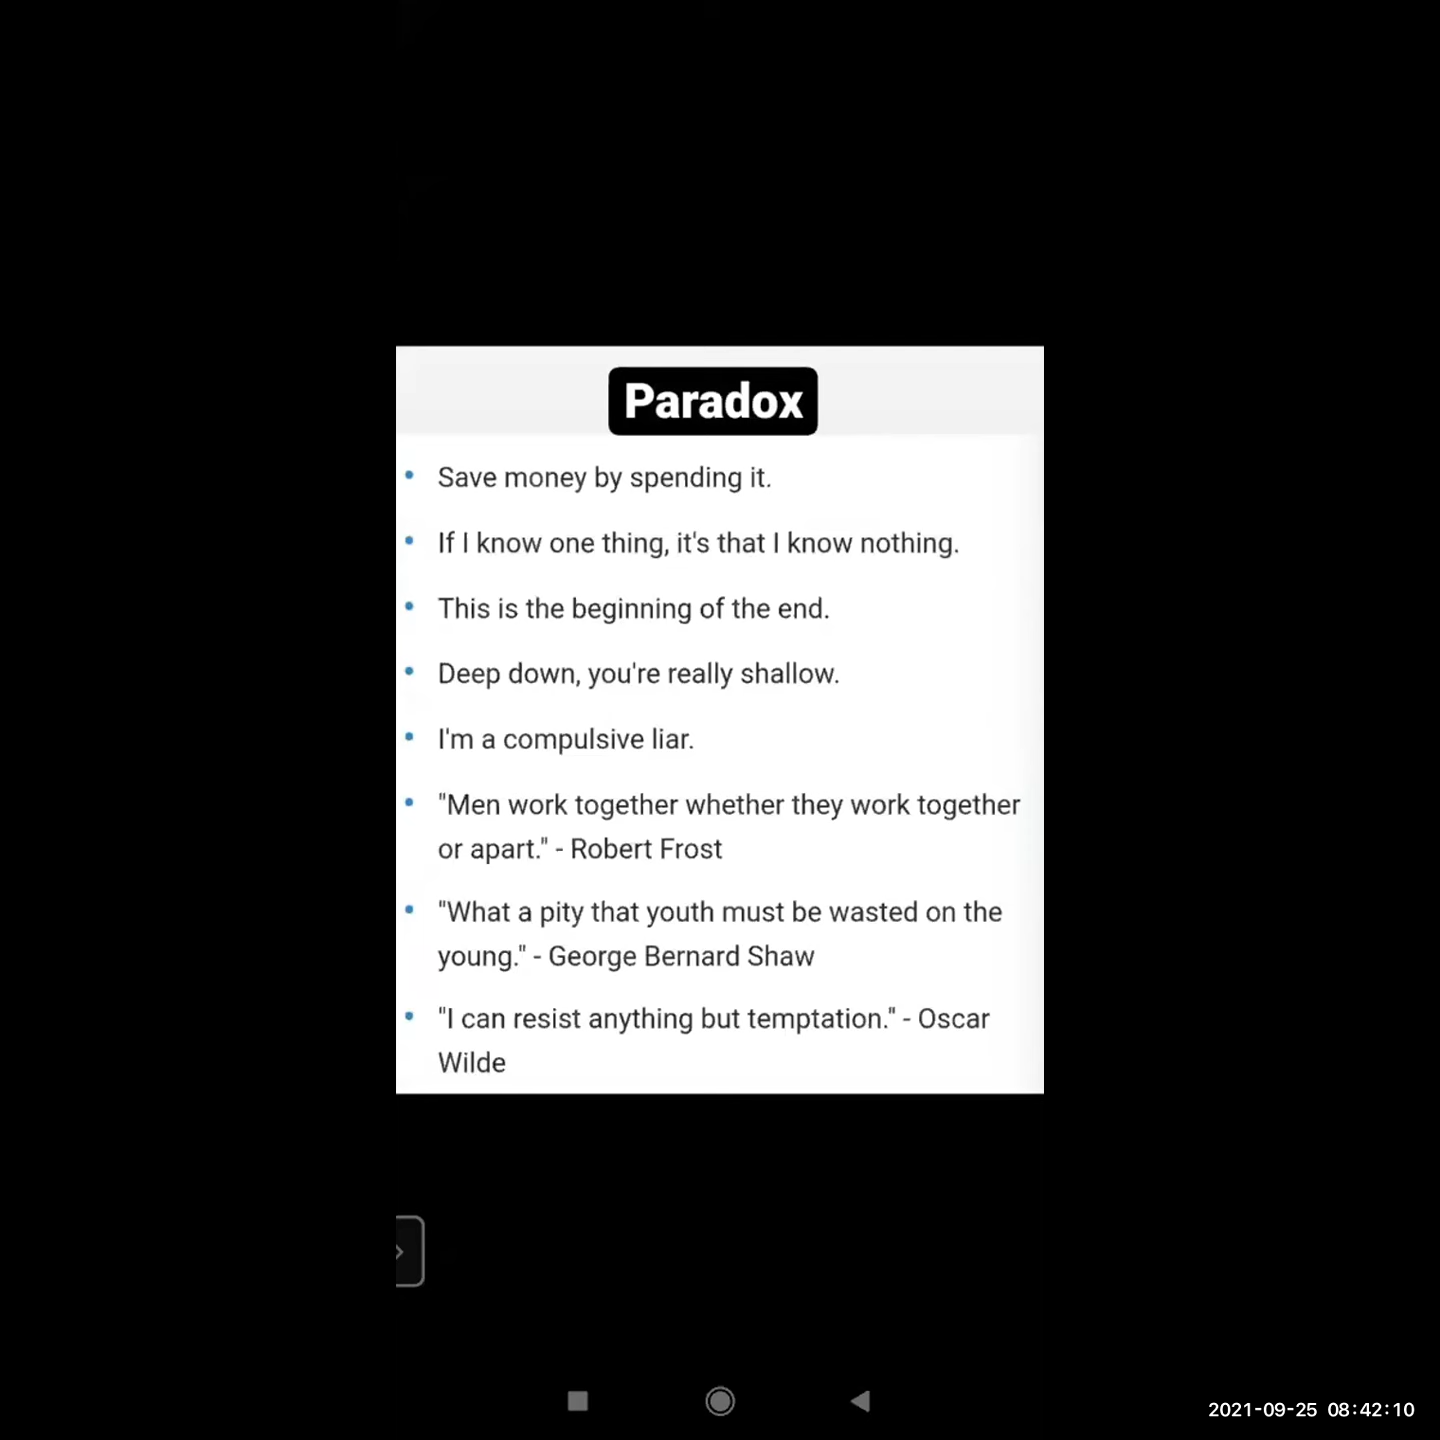 Paradox
• Save money by spending it.
• If I know one thing, it's that I know nothing.
• This is the beginning of the end.
• Deep down, you're really shallow.
• I'm a compulsive liar.
• "Men work together whether they work together
or apart." - Robert Frost
• "What a pity that youth must be wasted on the
young." - George Bernard Shaw
• "I can resist anything but temptation." - Oscar
Wilde
2021-09-25 08:42:10